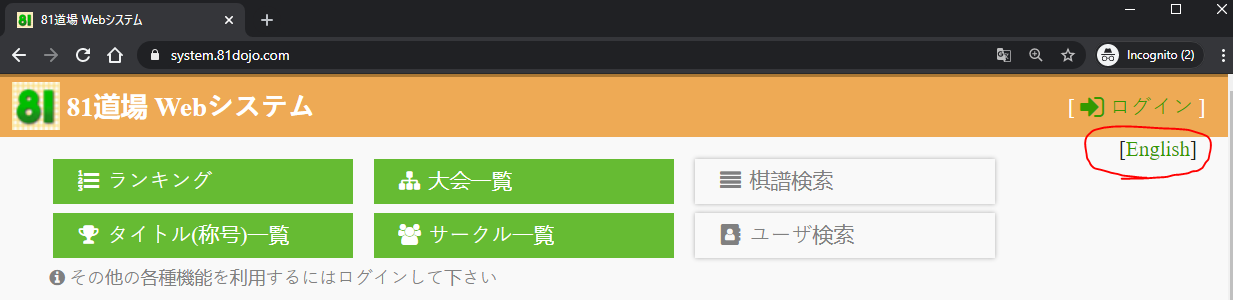 81道場 Webシステム
system.81dojo.com
Incognito (2)
81 81道場 Webシステム
[ ログイン ]
[English]
ランキング 大会一覧 棋譜検索
タイトル(称号)一覧 サークル一覧 ユーザ検索
その他の各種機能を利用するにはログインして下さい